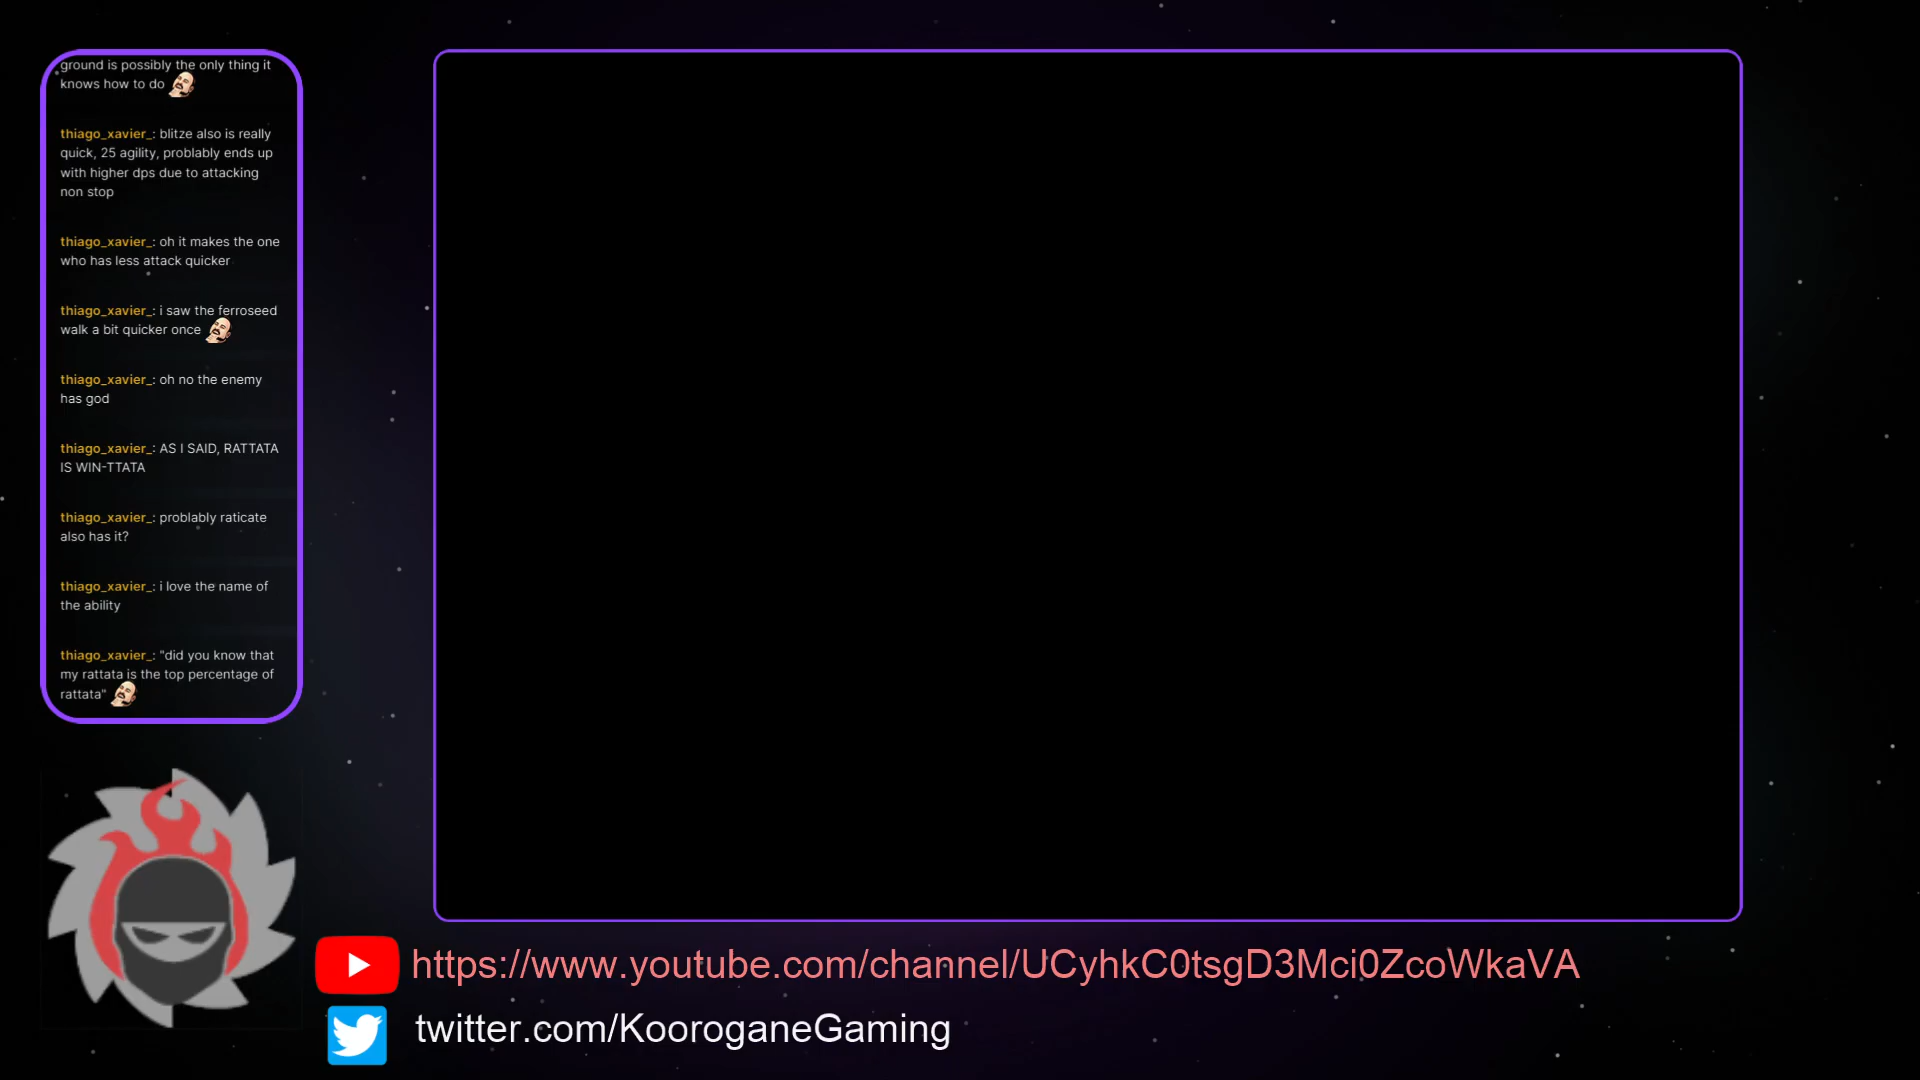 ground is possibly the only thing it
knows how to do
thiago_xavier_: blitze also is really
quick, 25 agility, problably ends up
with higher dps due to attacking
non stop
thiago_xavier_: oh it makes the one
who has less attack quicker
thiago_xavier_: i saw the ferroseed
walk a bit quicker once
thiago_xavier_: oh no the enemy
has god
thiago_xavier_: AS I SAID, RATTATA
IS WIN-TTATA
thiago_xavier_: problably raticate
also has it?
thiago_xavier_: i love the name of
the ability
thiago_xavier_: "did you know that
my rattata is the top percentage of
rattata"
https://www.youtube.com/channel/UCyhkC0tsgD3Mci0ZcoWkaVA
twitter.com/KooroganeGaming